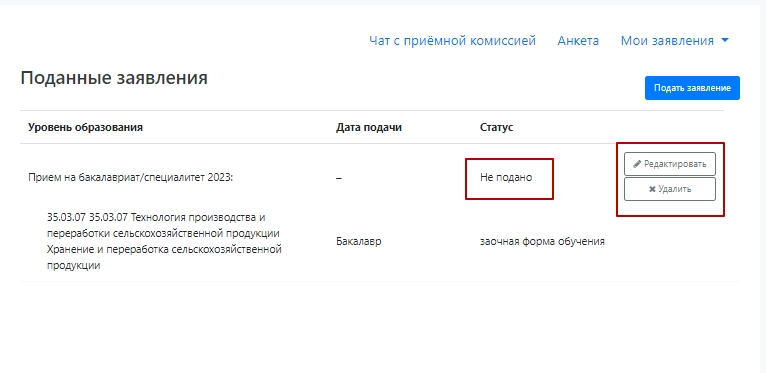 Чат с приёмной комиссией Анкета Мои заявления
Поданные заявления
Подать заявление
Уровень образования Дата подачи Статус
Прием на бакалавриат/специалитет 2023: – Не подано
Редактировать
Удалить
35.03.07 35.03.07 Технология производства и
переработки сельскохозяйственной продукции
Хранение и переработка сельскохозяйственной
продукции
Бакалавр заочная форма обучения